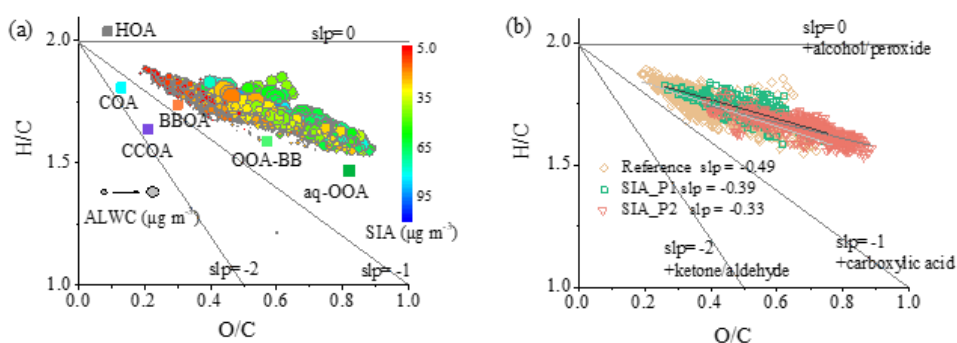 (a)
HOA
slp= 0
2.0
5.0
35
65
95
COA
BBOA
CCOA
OOA-BB
aq-OOA
H/C
1.5
ALWC (µg m⁻³)
SIA (µg m⁻³)
slp= -2
slp= -1
1.0
0.0 0.2 0.4 0.6 0.8 1.0
O/C
(b)
slp= 0
+alcohol/peroxide
2.0
H/C
1.5
Reference slp = -0.49
SIA_P1 slp = -0.39
SIA_P2 slp = -0.33
slp= -2
+ketone/aldehyde
slp= -1
+carboxylic acid
1.0
0.0 0.2 0.4 0.6 0.8 1.0
O/C